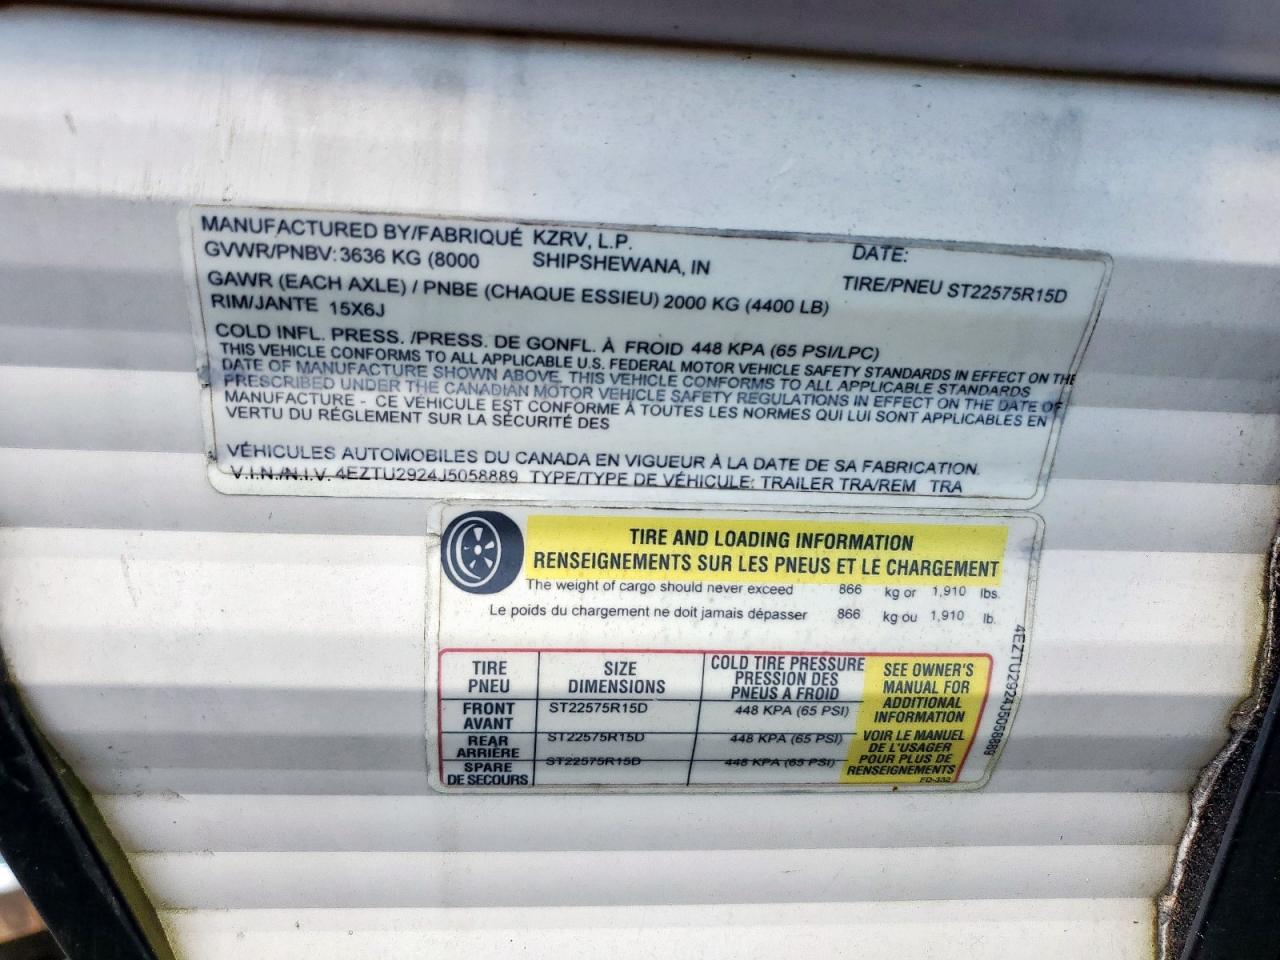 MANUFACTURED BY/FABRIQUÉ KZRV, L.P. DATE:
GVWR/PNBV: 3636 KG (8000 SHIPSHEWANA, IN
GAWR (EACH AXLE) / PNBE (CHAQUE ESSIEU) 2000 KG (4400 LB) TIRE/PNEU ST22575R15D
RIM/JANTE 15X6J
COLD INFL. PRESS. /PRESS. DE GONFL. À FROID 448 KPA (65 PSI/LPC)
THIS VEHICLE CONFORMS TO ALL APPLICABLE U.S. FEDERAL MOTOR VEHICLE SAFETY STANDARDS IN EFFECT ON THE
DATE OF MANUFACTURE SHOWN ABOVE. THIS VEHICLE CONFORMS TO ALL APPLICABLE STANDARDS
PRESCRIBED UNDER THE CANADIAN MOTOR VEHICLE SAFETY REGULATIONS IN EFFECT ON THE DATE OF
MANUFACTURE - CE VÉHICULE EST CONFORME À TOUTES LES NORMES QUI LUI SONT APPLICABLES EN
VERTU DU RÉGLEMENT SUR LA SÉCURITÉ DES
VÉHICULES AUTOMOBILES DU CANADA EN VIGUEUR À LA DATE DE SA FABRICATION.
V.I.N./N.I.V. 4EZTU2924J5058889 TYPE/TYPE DE VÉHICULE: TRAILER TRA/REM TRA
TIRE AND LOADING INFORMATION
RENSEIGNEMENTS SUR LES PNEUS ET LE CHARGEMENT
The weight of cargo should never exceed 866 kg or 1,910 lbs.
Le poids du chargement ne doit jamais dépasser 866 kg ou 1,910 lb.
TIRE
PNEU
SIZE
DIMENSIONS
COLD TIRE PRESSURE
PRESSION DES
PNEUS A FROID
FRONT
AVANT
ST22575R15D
448 KPA (65 PSI)
REAR
ARRIÈRE
ST22575R15D
448 KPA (65 PSI)
SPARE
DE SECOURS
ST22575R15D
448 KPA (65 PSI)
SEE OWNER'S
MANUAL FOR
ADDITIONAL
INFORMATION
VOIR LE MANUEL
DE L'USAGER
POUR PLUS DE
RENSEIGNEMENTS
FD-332
4EZTU2924J5058889